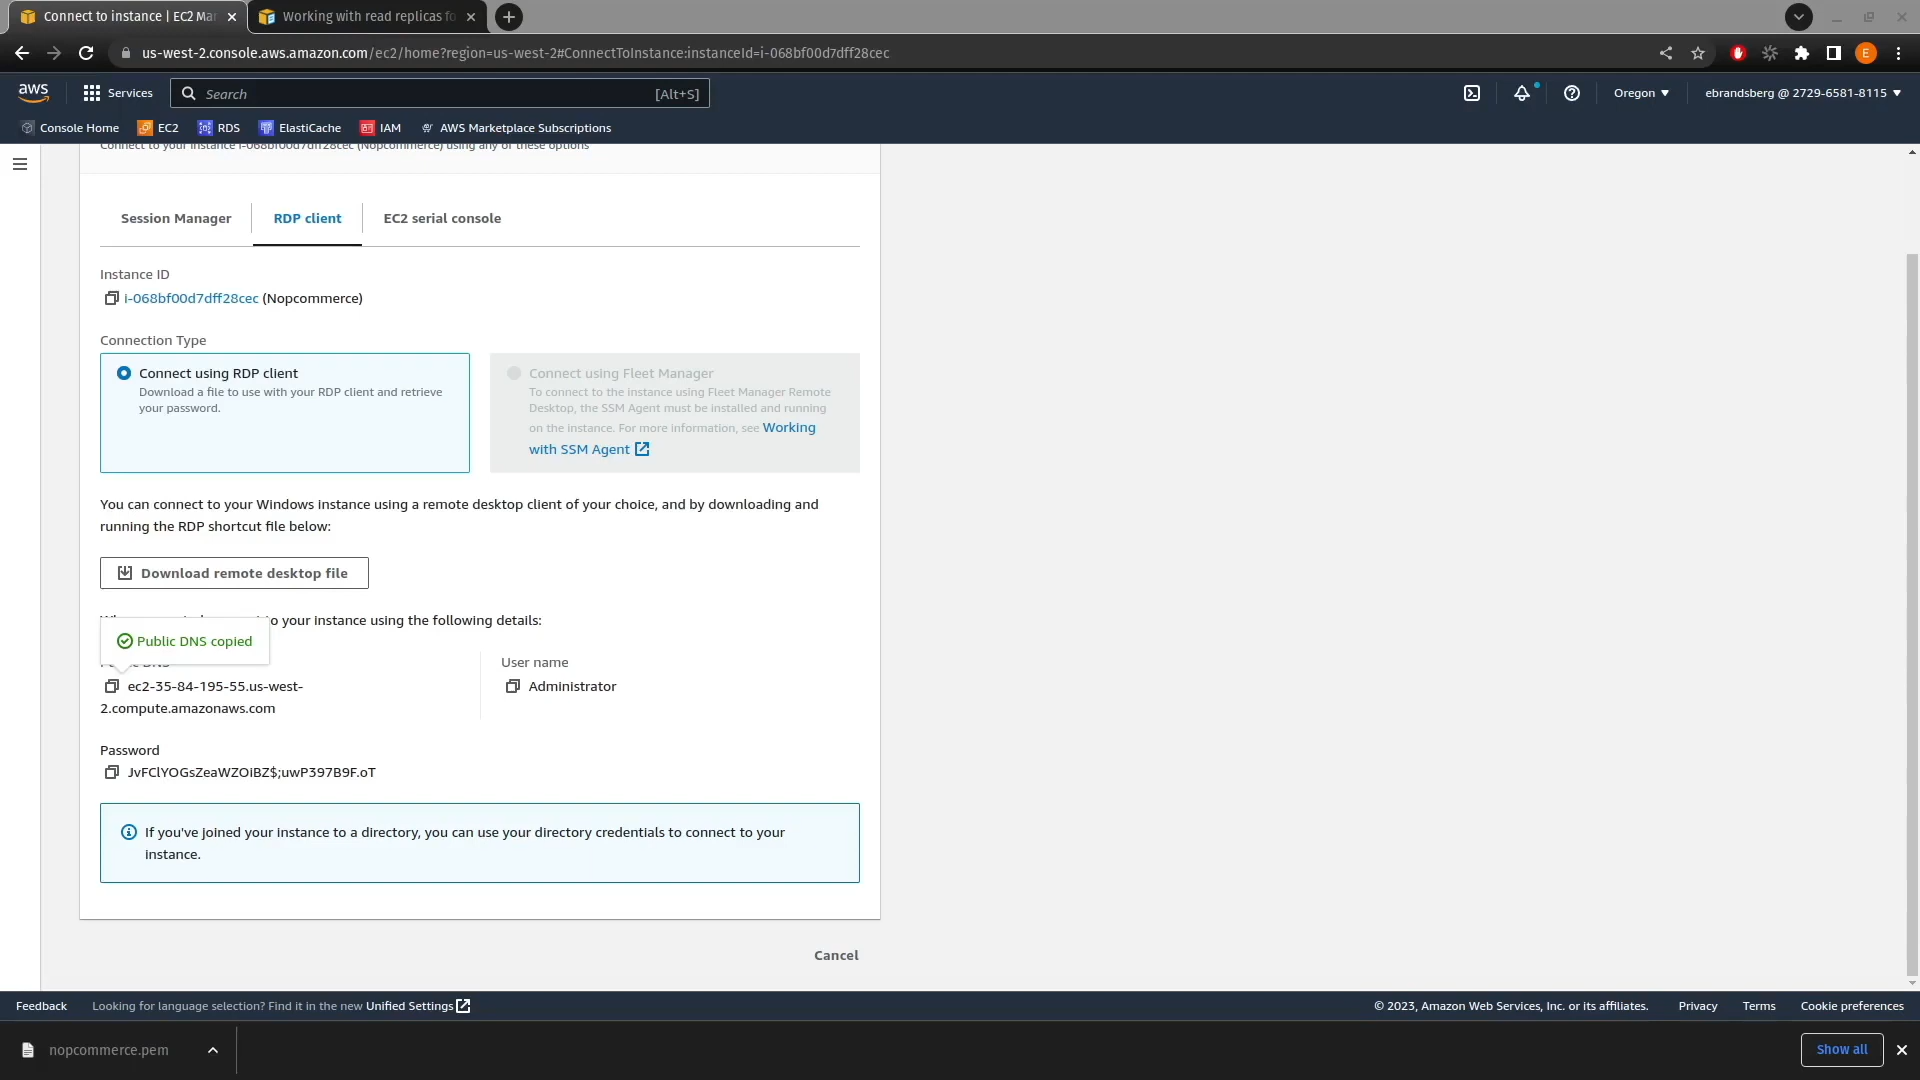 Connect to instance | EC2 Mar
Working with read replicas fo
us-west-2.console.aws.amazon.com/ec2/home?region=us-west-2#ConnectToInstance:instanceId=i-068bf00d7dff28cec
E
aws
Services
Search
[Alt+S]
Oregon
ebrandsberg @ 2729-6581-8115
Console Home
EC2
RDS
ElastiCache
IAM
AWS Marketplace Subscriptions
Connect to your instance i-068bf00d7dff28cec (Nopcommerce) using any of these options
Session Manager
RDP client
EC2 serial console
Instance ID
i-068bf00d7dff28cec (Nopcommerce)
Connection Type
Connect using RDP client
Download a file to use with your RDP client and retrieve
your password.
Connect using Fleet Manager
To connect to the instance using Fleet Manager Remote
Desktop, the SSM Agent must be installed and running
on the instance. For more information, see Working
with SSM Agent
You can connect to your Windows instance using a remote desktop client of your choice, and by downloading and
running the RDP shortcut file below:
Download remote desktop file
to your instance using the following details:
Public DNS copied
ec2-35-84-195-55.us-west-
2.compute.amazonaws.com
User name
Administrator
Password
JvFClYOGsZeaWZOiBZ$;uwP397B9F.oT
If you've joined your instance to a directory, you can use your directory credentials to connect to your
instance.
Cancel
Feedback
Looking for language selection? Find it in the new Unified Settings
© 2023, Amazon Web Services, Inc. or its affiliates.
Privacy
Terms
Cookie preferences
nopcommerce.pem
Show all